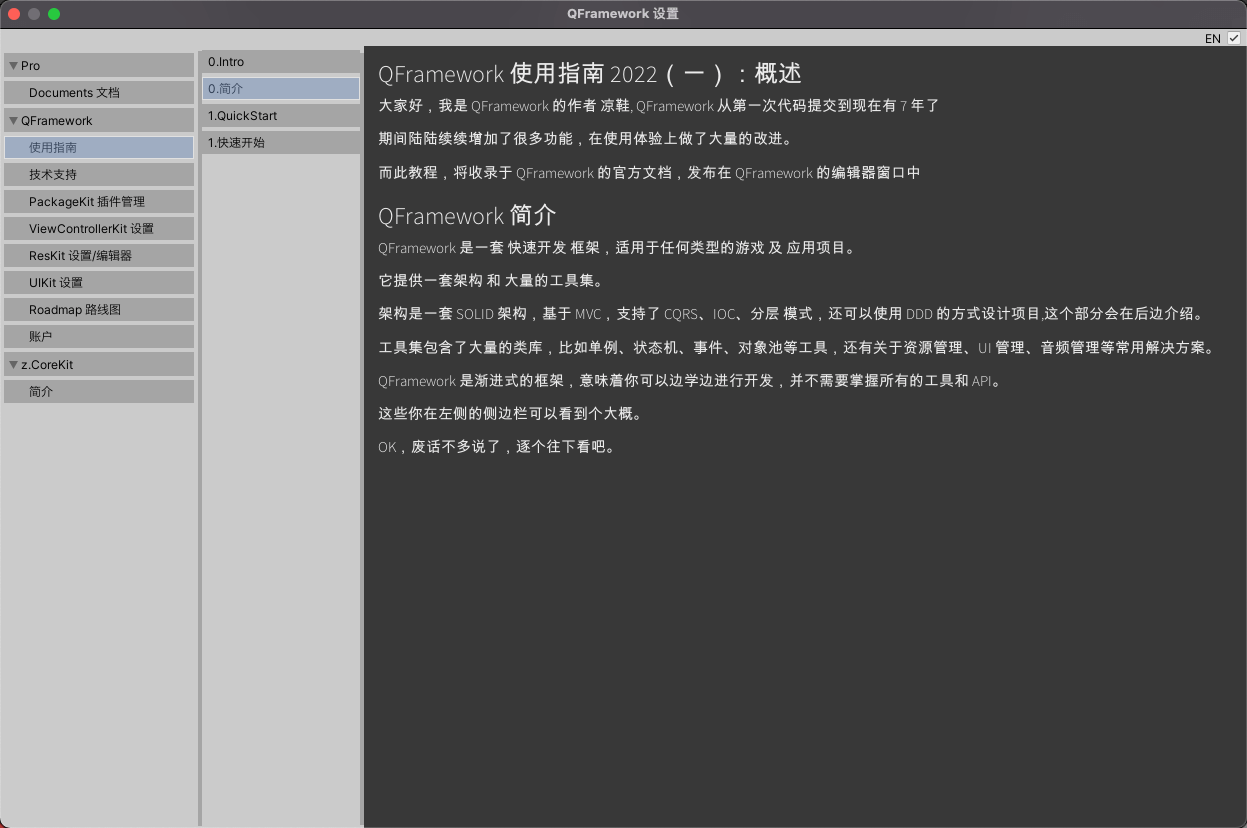 QFramework 设置
EN
Pro
Documents 文档
QFramework
使用指南
技术支持
PackageKit 插件管理
ViewControllerKit 设置
ResKit 设置/编辑器
UIKit 设置
Roadmap 路线图
账户
z.CoreKit
简介
0.Intro
0.简介
1.QuickStart
1.快速开始
QFramework 使用指南 2022（一）：概述
大家好，我是 QFramework 的作者 凉鞋, QFramework 从第一次代码提交到现在有 7 年了
期间陆陆续续增加了很多功能，在使用体验上做了大量的改进。
而此教程，将收录于 QFramework 的官方文档，发布在 QFramework 的编辑器窗口中
QFramework 简介
QFramework 是一套 快速开发 框架，适用于任何类型的游戏 及 应用项目。
它提供一套架构 和 大量的工具集。
架构是一套 SOLID 架构，基于 MVC，支持了 CQRS、IOC、分层 模式，还可以使用 DDD 的方式设计项目,这个部分会在后边介绍。
工具集包含了大量的类库，比如单例、状态机、事件、对象池等工具，还有关于资源管理、UI 管理、音频管理等常用解决方案。
QFramework 是渐进式的框架，意味着你可以边学边进行开发，并不需要掌握所有的工具和 API。
这些你在左侧的侧边栏可以看到个大概。
OK，废话不多说了，逐个往下看吧。